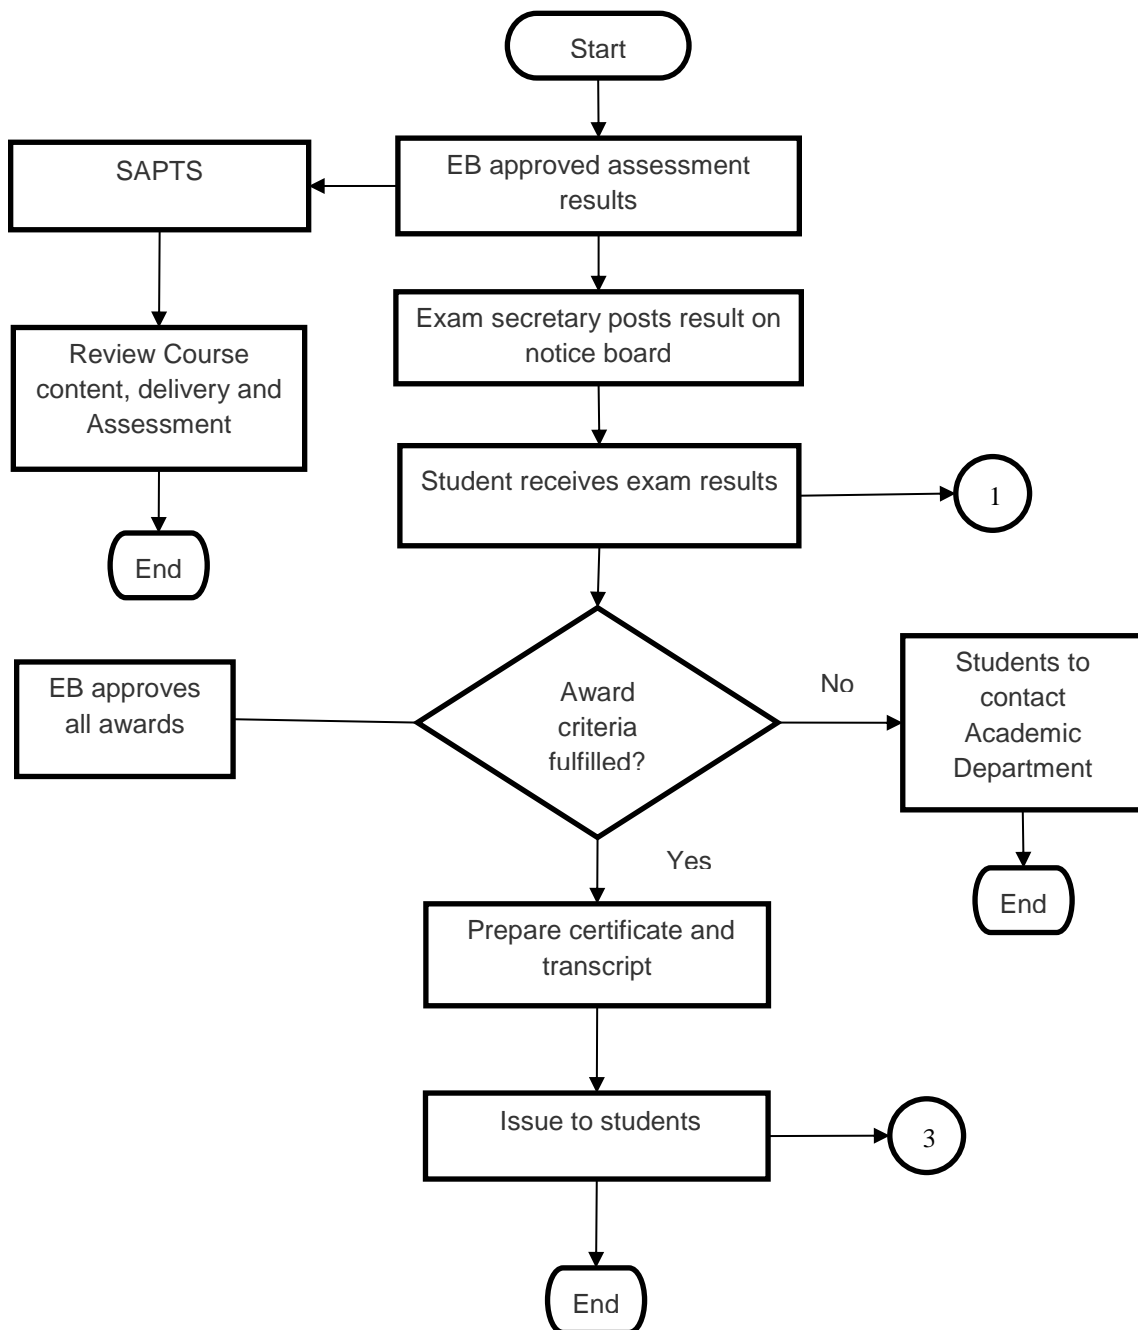 Start
SAPTS
EB approved assessment
results
Exam secretary posts result on
notice board
Review Course
content, delivery and
Assessment
Student receives exam results
1
End
EB approves
all awards
Award
criteria
fulfilled?
No
Students to
contact
Academic
Department
Yes
End
Prepare certificate and
transcript
Issue to students
3
End